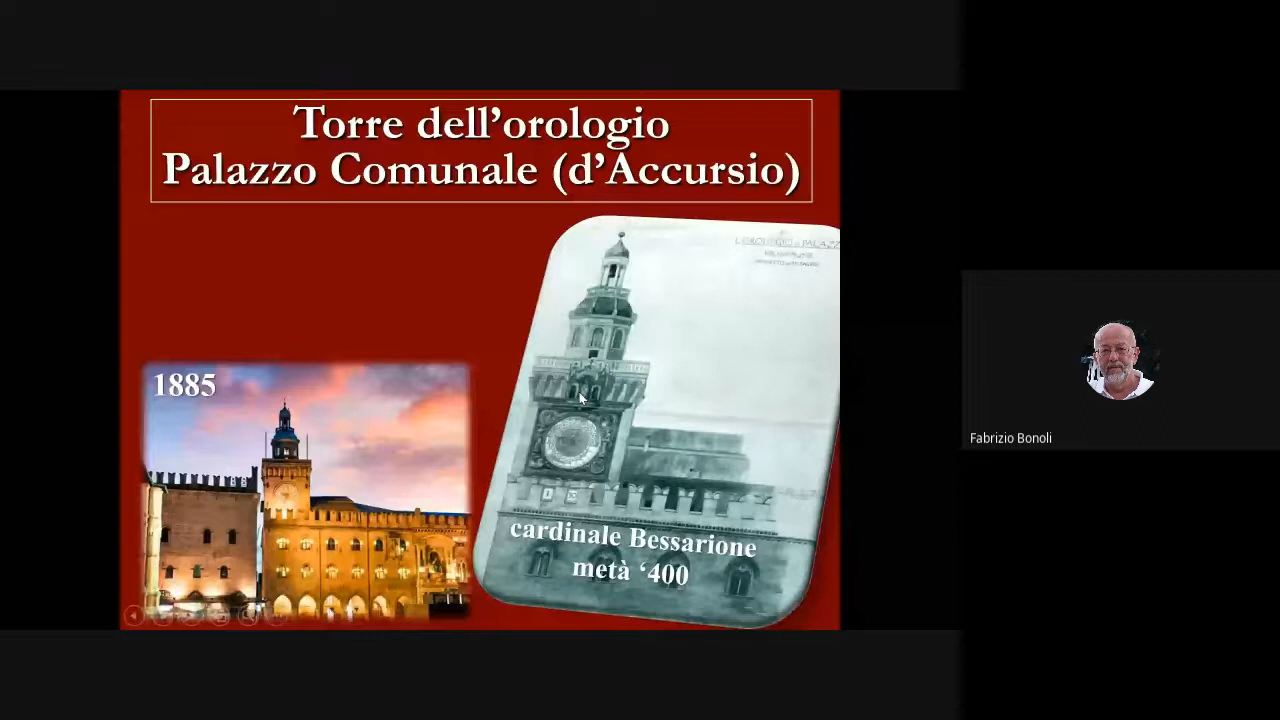 Torre dell’orologio
Palazzo Comunale (d’Accursio)
1885
cardinale Bessarione
metà ‘400
Fabrizio Bonoli